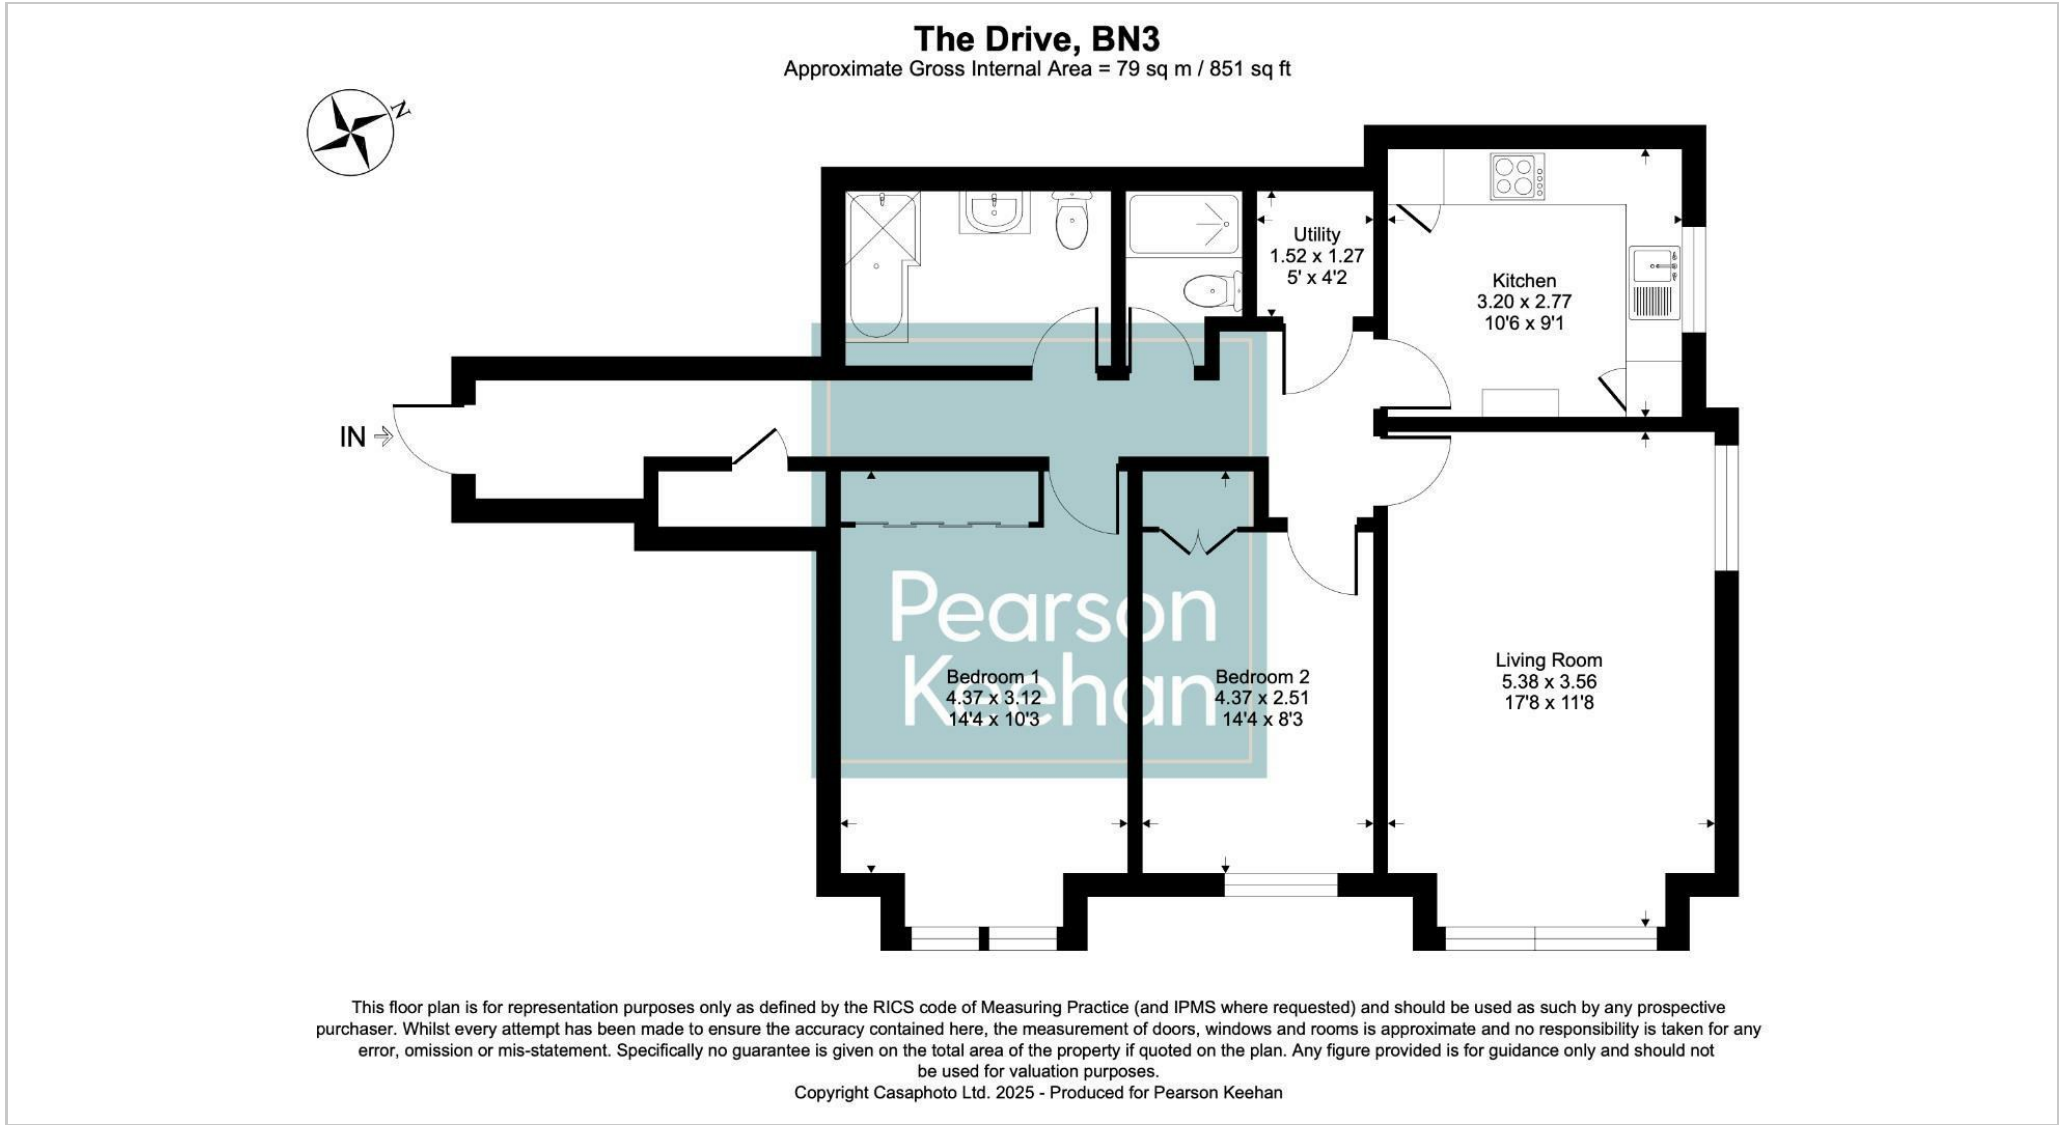 The Drive, BN3
Approximate Gross Internal Area = 79 sq m / 851 sq ft
N
Utility
1.52 x 1.27
5' x 4'2
Kitchen
3.20 x 2.77
10'6 x 9'1
IN
Pearson
Keehan
Bedroom 1
4.37 x 3.12
14'4 x 10'3
Bedroom 2
4.37 x 2.51
14'4 x 8'3
Living Room
5.38 x 3.56
17'8 x 11'8
This floor plan is for representation purposes only as defined by the RICS code of Measuring Practice (and IPMS where requested) and should be used as such by any prospective
purchaser. Whilst every attempt has been made to ensure the accuracy contained here, the measurement of doors, windows and rooms is approximate and no responsibility is taken for any
error, omission or mis-statement. Specifically no guarantee is given on the total area of the property if quoted on the plan. Any figure provided is for guidance only and should not
be used for valuation purposes.
Copyright Casaphoto Ltd. 2025 - Produced for Pearson Keehan